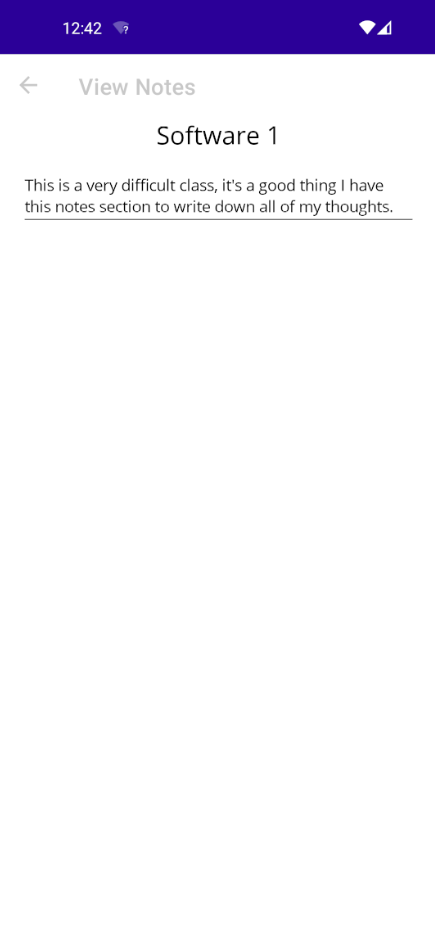 12:42
View Notes
Software 1
This is a very difficult class, it's a good thing I have
this notes section to write down all of my thoughts.